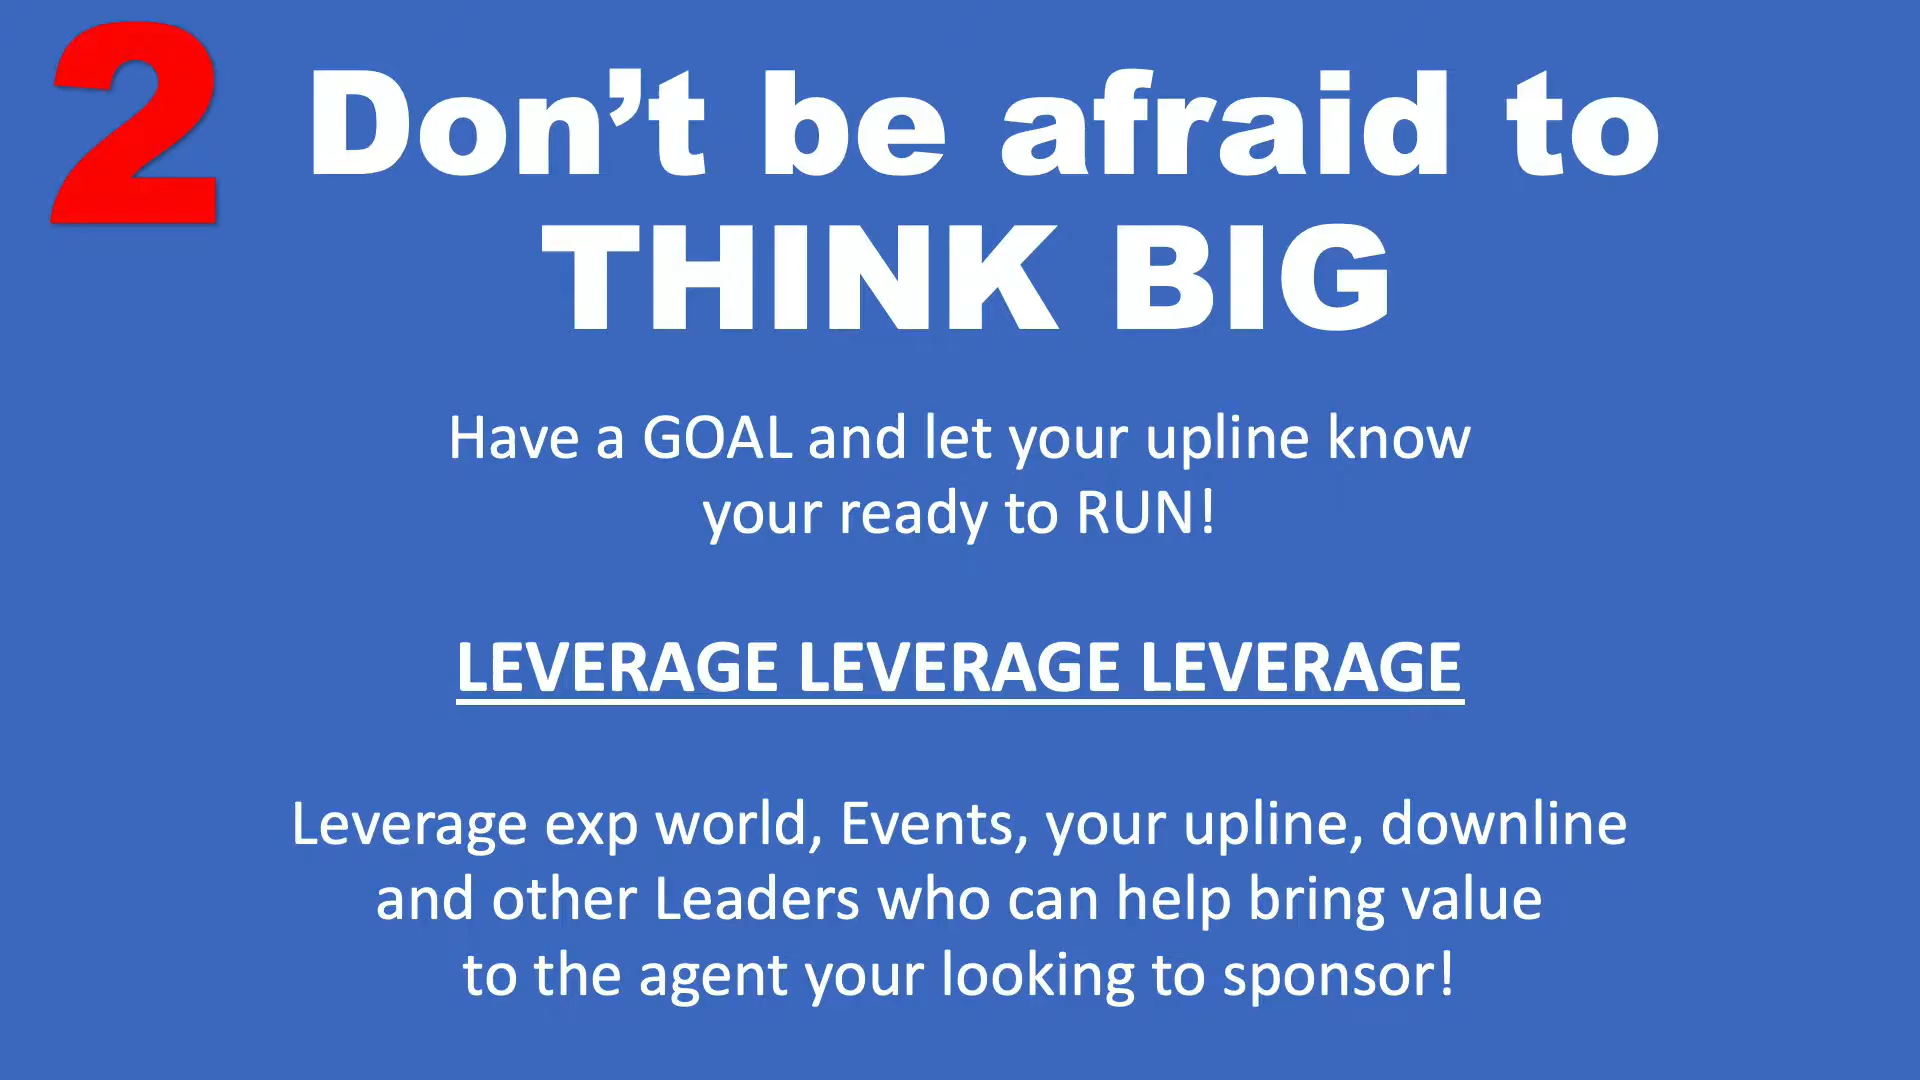 2
Don’t be afraid to
THINK BIG
Have a GOAL and let your upline know
your ready to RUN!
LEVERAGE LEVERAGE LEVERAGE
Leverage exp world, Events, your upline, downline
and other Leaders who can help bring value
to the agent your looking to sponsor!